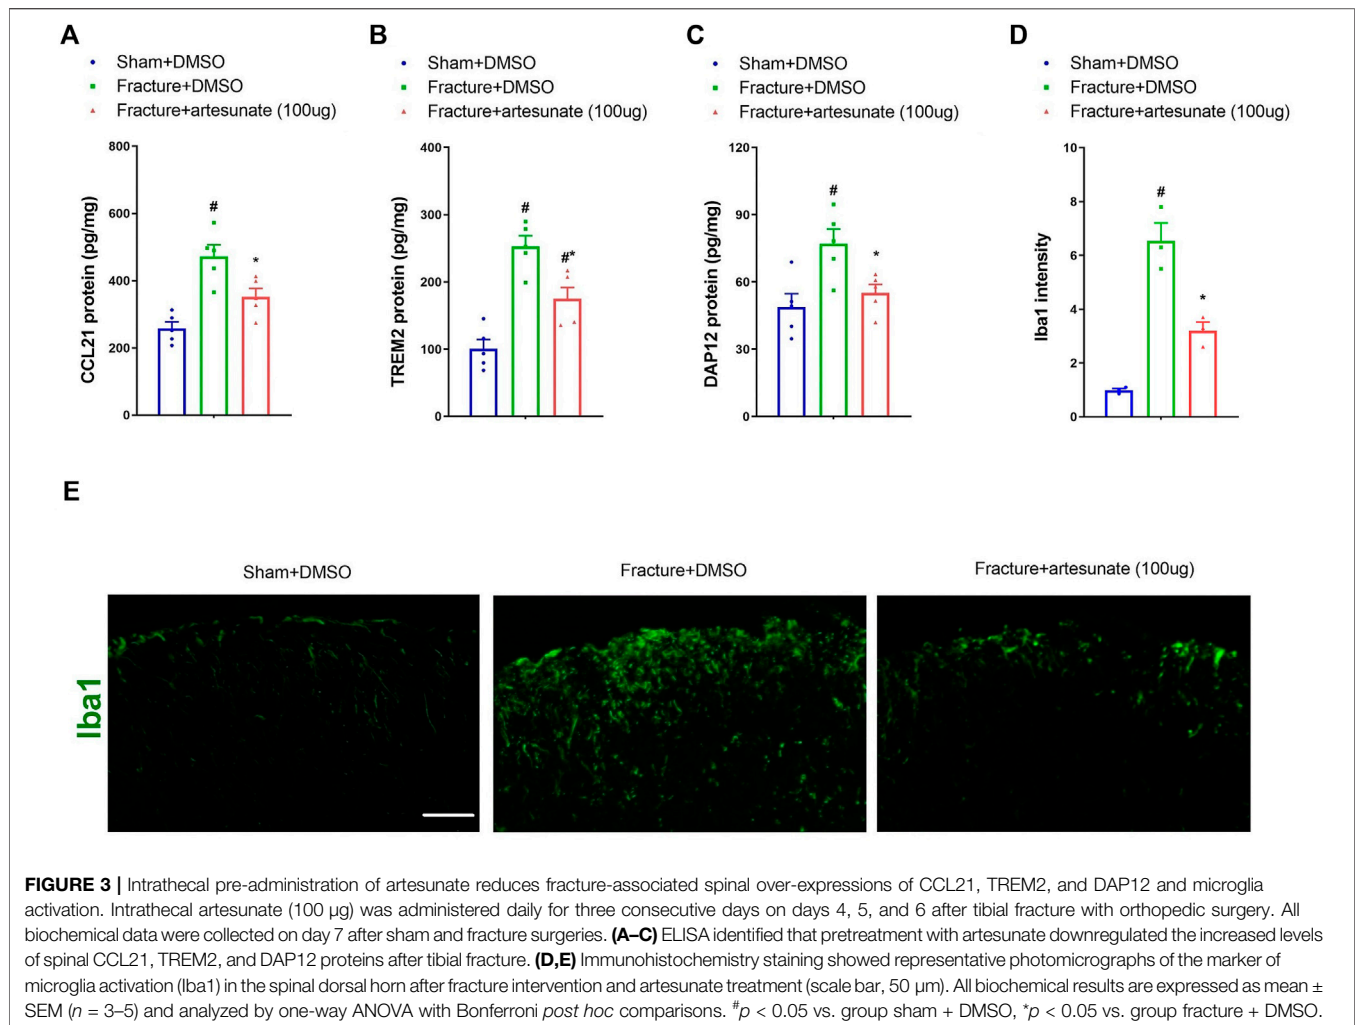 A
Sham+DMSO
Fracture+DMSO
Fracture+artesunate (100ug)
CCL21 protein (pg/mg)
800
600
400
200
0
#
*
B
Sham+DMSO
Fracture+DMSO
Fracture+artesunate (100ug)
TREM2 protein (pg/mg)
400
300
200
100
0
#
#*
C
Sham+DMSO
Fracture+DMSO
Fracture+artesunate (100ug)
DAP12 protein (pg/mg)
120
90
60
30
0
#
*
D
Sham+DMSO
Fracture+DMSO
Fracture+artesunate (100ug)
Iba1 intensity
10
8
6
4
2
0
#
*
E
Sham+DMSO
Fracture+DMSO
Fracture+artesunate (100ug)
Iba1
FIGURE 3 | Intrathecal pre-administration of artesunate reduces fracture-associated spinal over-expressions of CCL21, TREM2, and DAP12 and microglia
activation. Intrathecal artesunate (100 µg) was administered daily for three consecutive days on days 4, 5, and 6 after tibial fracture with orthopedic surgery. All
biochemical data were collected on day 7 after sham and fracture surgeries. (A–C) ELISA identified that pretreatment with artesunate downregulated the increased levels
of spinal CCL21, TREM2, and DAP12 proteins after tibial fracture. (D,E) Immunohistochemistry staining showed representative photomicrographs of the marker of
microglia activation (Iba1) in the spinal dorsal horn after fracture intervention and artesunate treatment (scale bar, 50 µm). All biochemical results are expressed as mean ±
SEM (n = 3–5) and analyzed by one-way ANOVA with Bonferroni post hoc comparisons. #p < 0.05 vs. group sham + DMSO, *p < 0.05 vs. group fracture + DMSO.